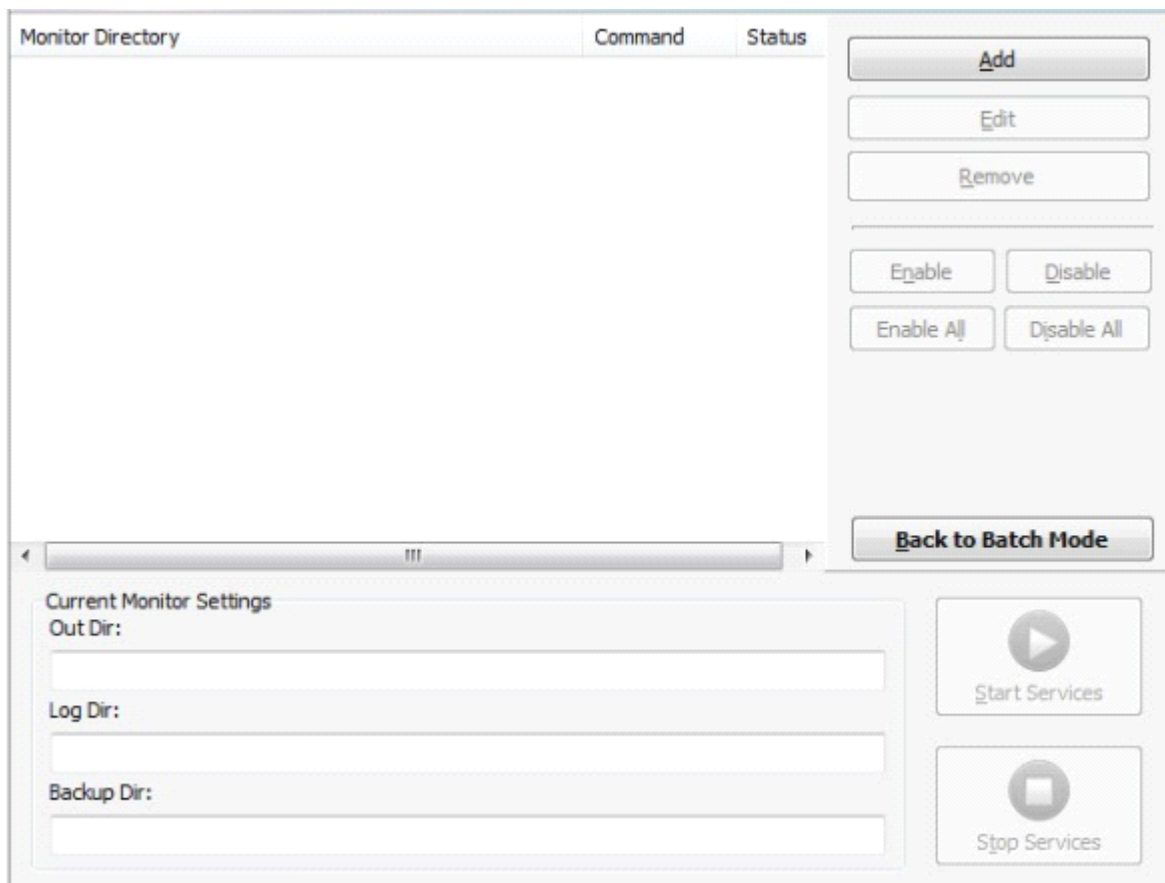 Monitor Directory Command Status
Add
Edit
Remove
Enable Disable
Enable All Disable All
Back to Batch Mode
Current Monitor Settings
Out Dir:
Log Dir:
Backup Dir:
Start Services
Stop Services